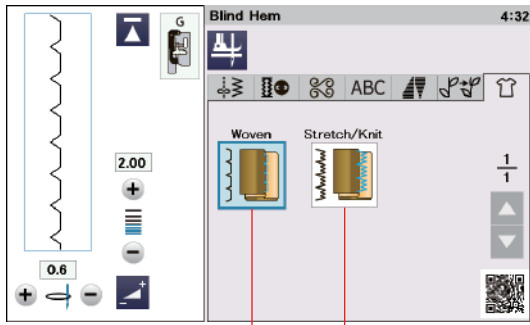 G
2.00
0.6
Blind Hem 4:32
ABC
Woven Stretch/Knit
1
1